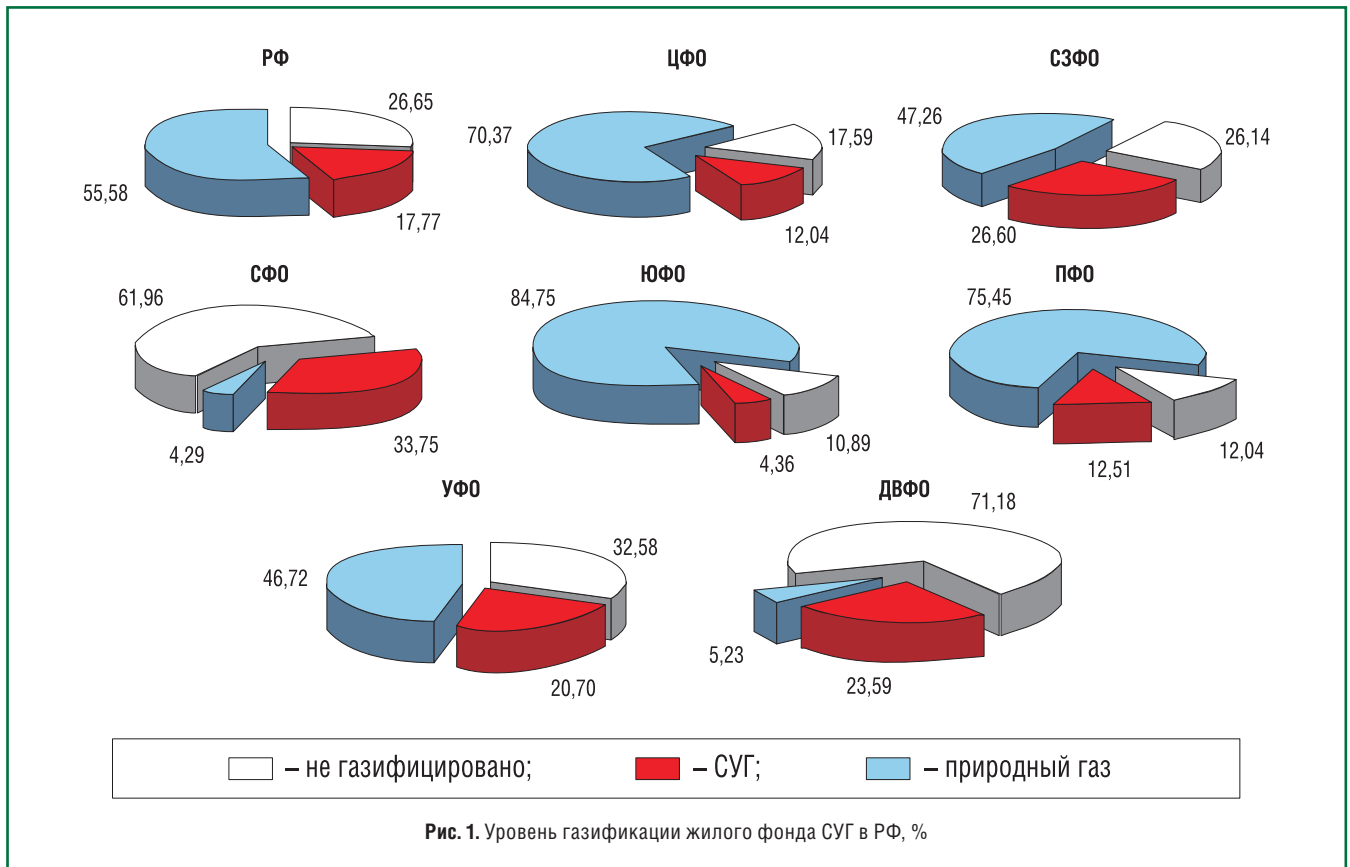 РФ
26,65
55,58
17,77
ЦФО
70,37
17,59
12,04
СЗФО
47,26
26,14
26,60
СФО
61,96
4,29
33,75
ЮФО
84,75
4,36
10,89
ПФО
75,45
12,51
12,04
УФО
46,72
32,58
20,70
ДВФО
71,18
5,23
23,59
– не газифицировано; – СУГ; – природный газ
Рис. 1. Уровень газификации жилого фонда СУГ в РФ, %